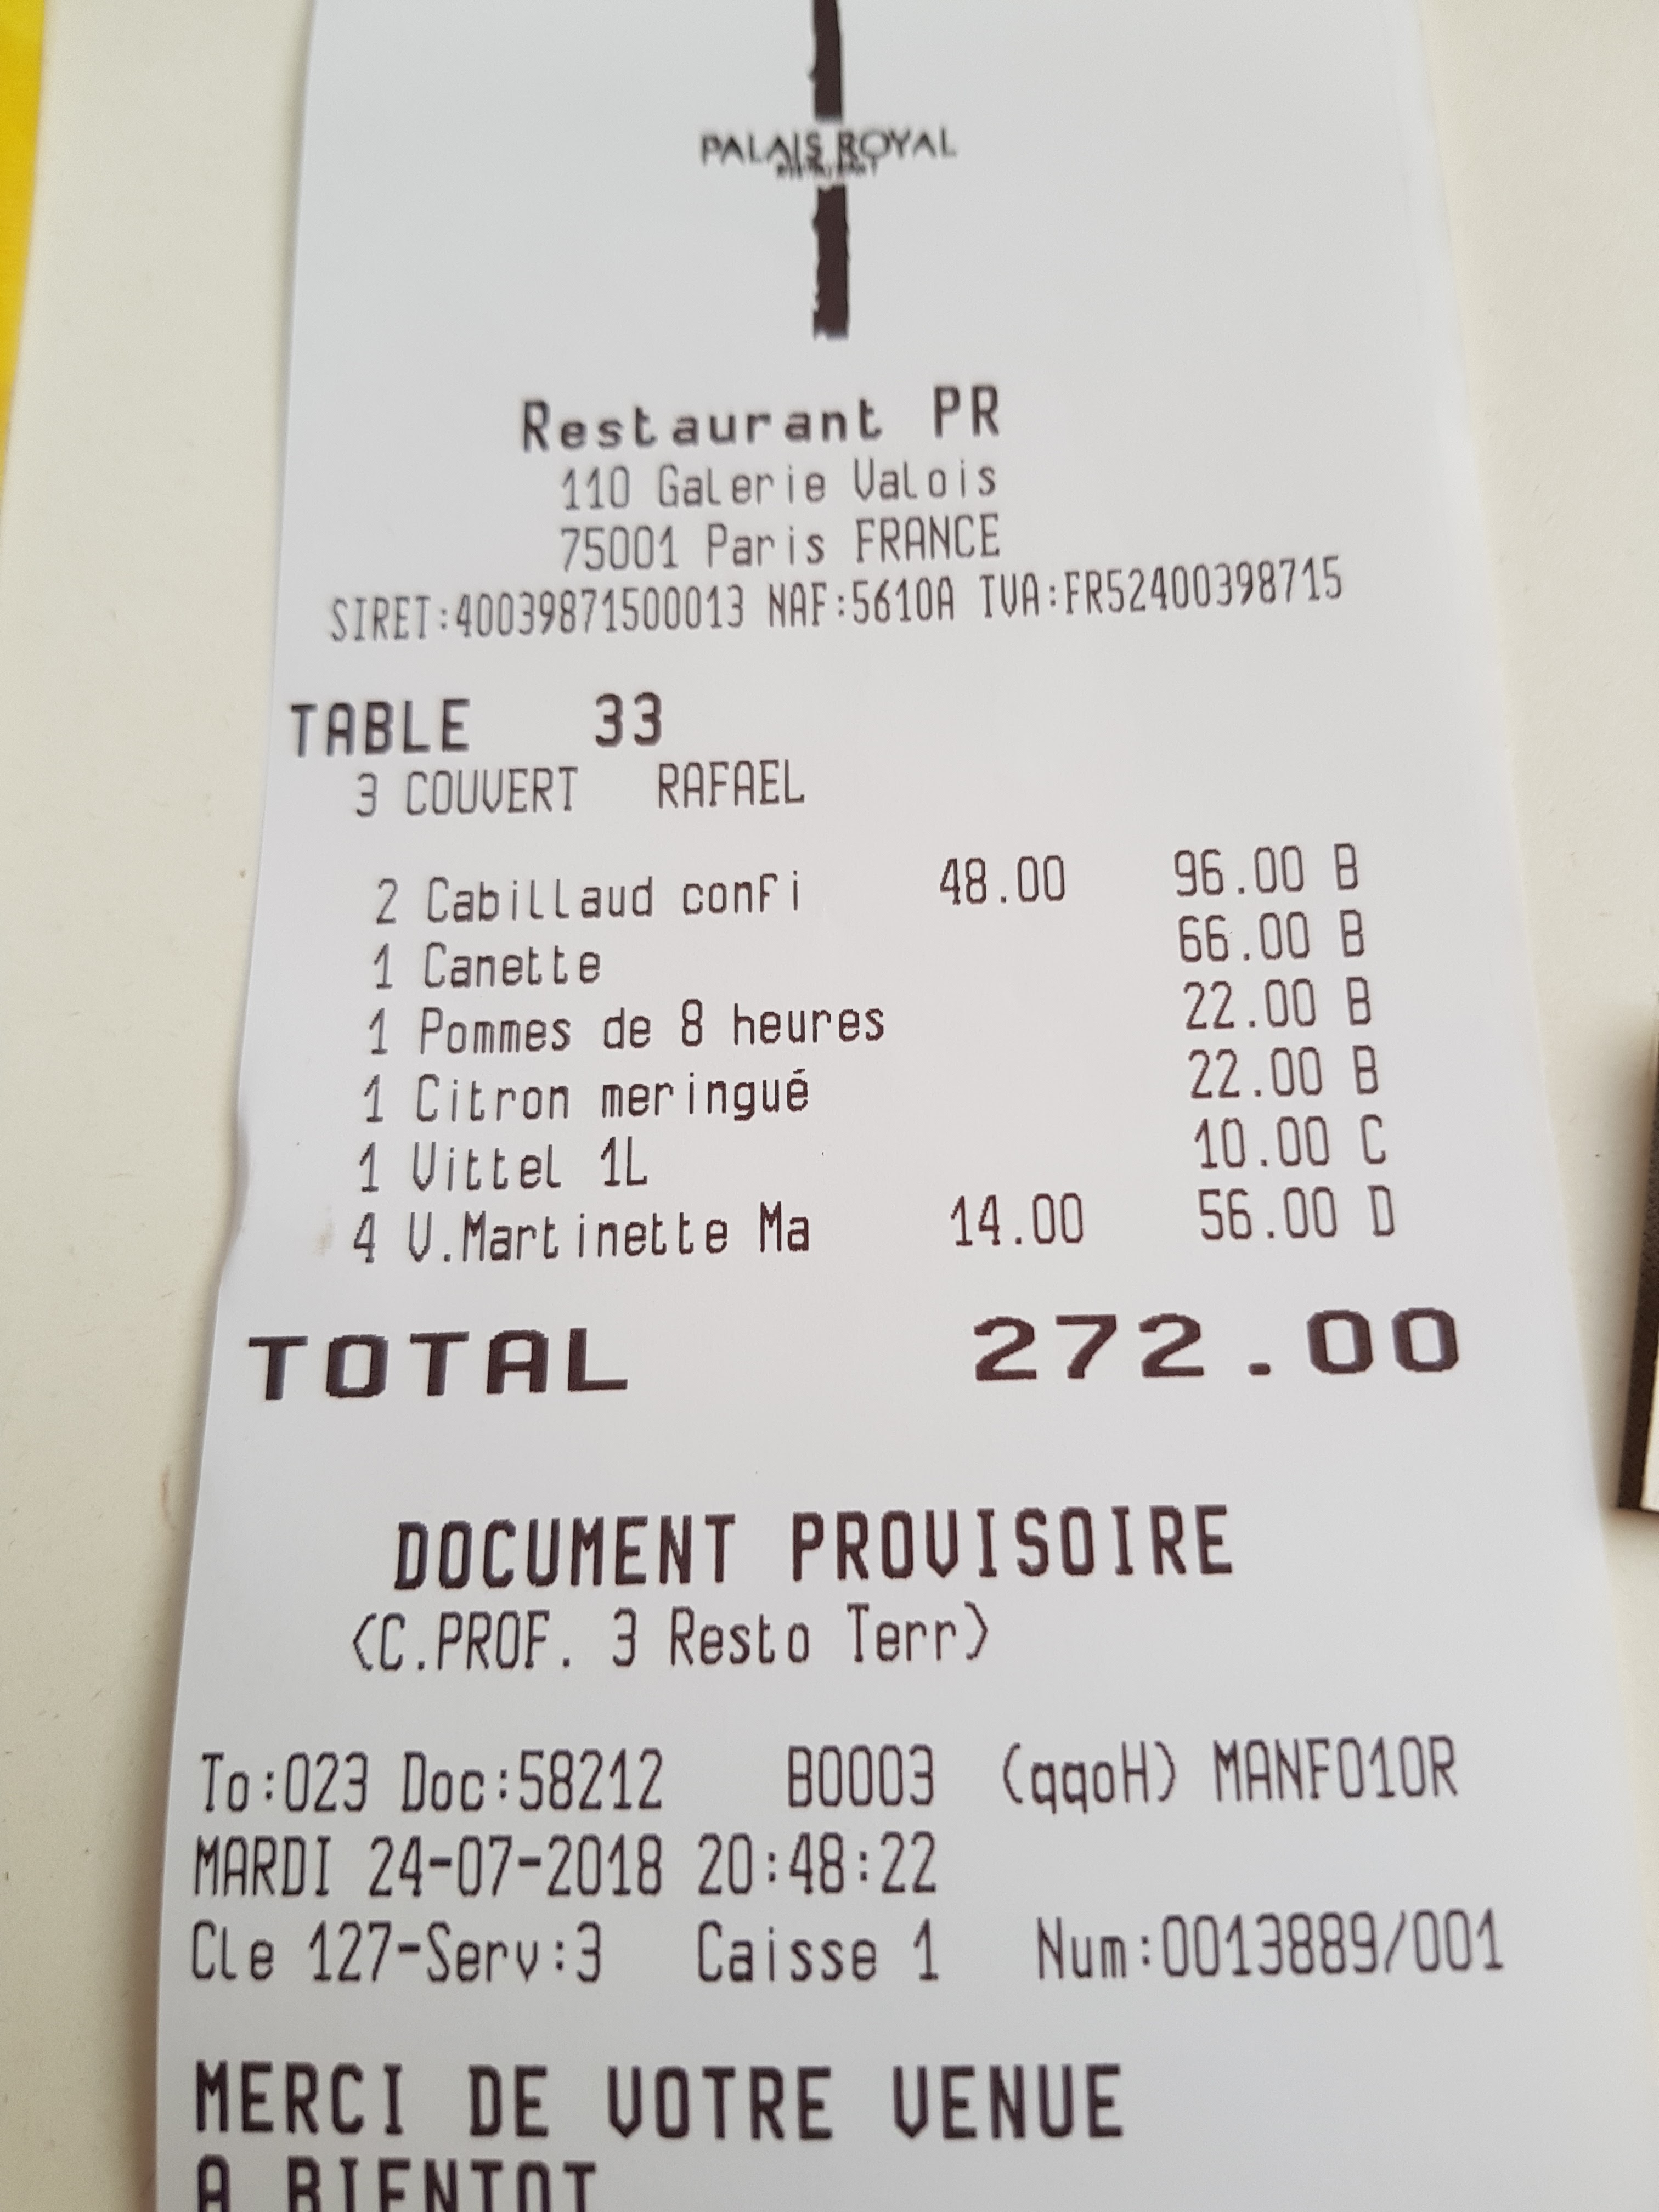 PALAIS ROYAL
RESTAURANT
Restaurant PR
110 Galerie Valois
75001 Paris FRANCE
SIRET:40039871500013 NAF:5610A TVA:FR52400398715
TABLE 33
3 COUVERT RAFAEL
2 Cabillaud confi 48.00 96.00 B
1 Canette 66.00 B
1 Pommes de 8 heures 22.00 B
1 Citron meringué 22.00 B
1 Vittel 1L 10.00 C
4 V.Martinette Ma 14.00 56.00 D
TOTAL 272.00
DOCUMENT PROVISOIRE
<C.PROF. 3 Resto Terr>
To:023 Doc:58212 B0003 (qqoH) MANF010R
MARDI 24-07-2018 20:48:22
Cle 127-Serv:3 Caisse 1 Num:0013889/001
MERCI DE VOTRE VENUE
A BIENTOT